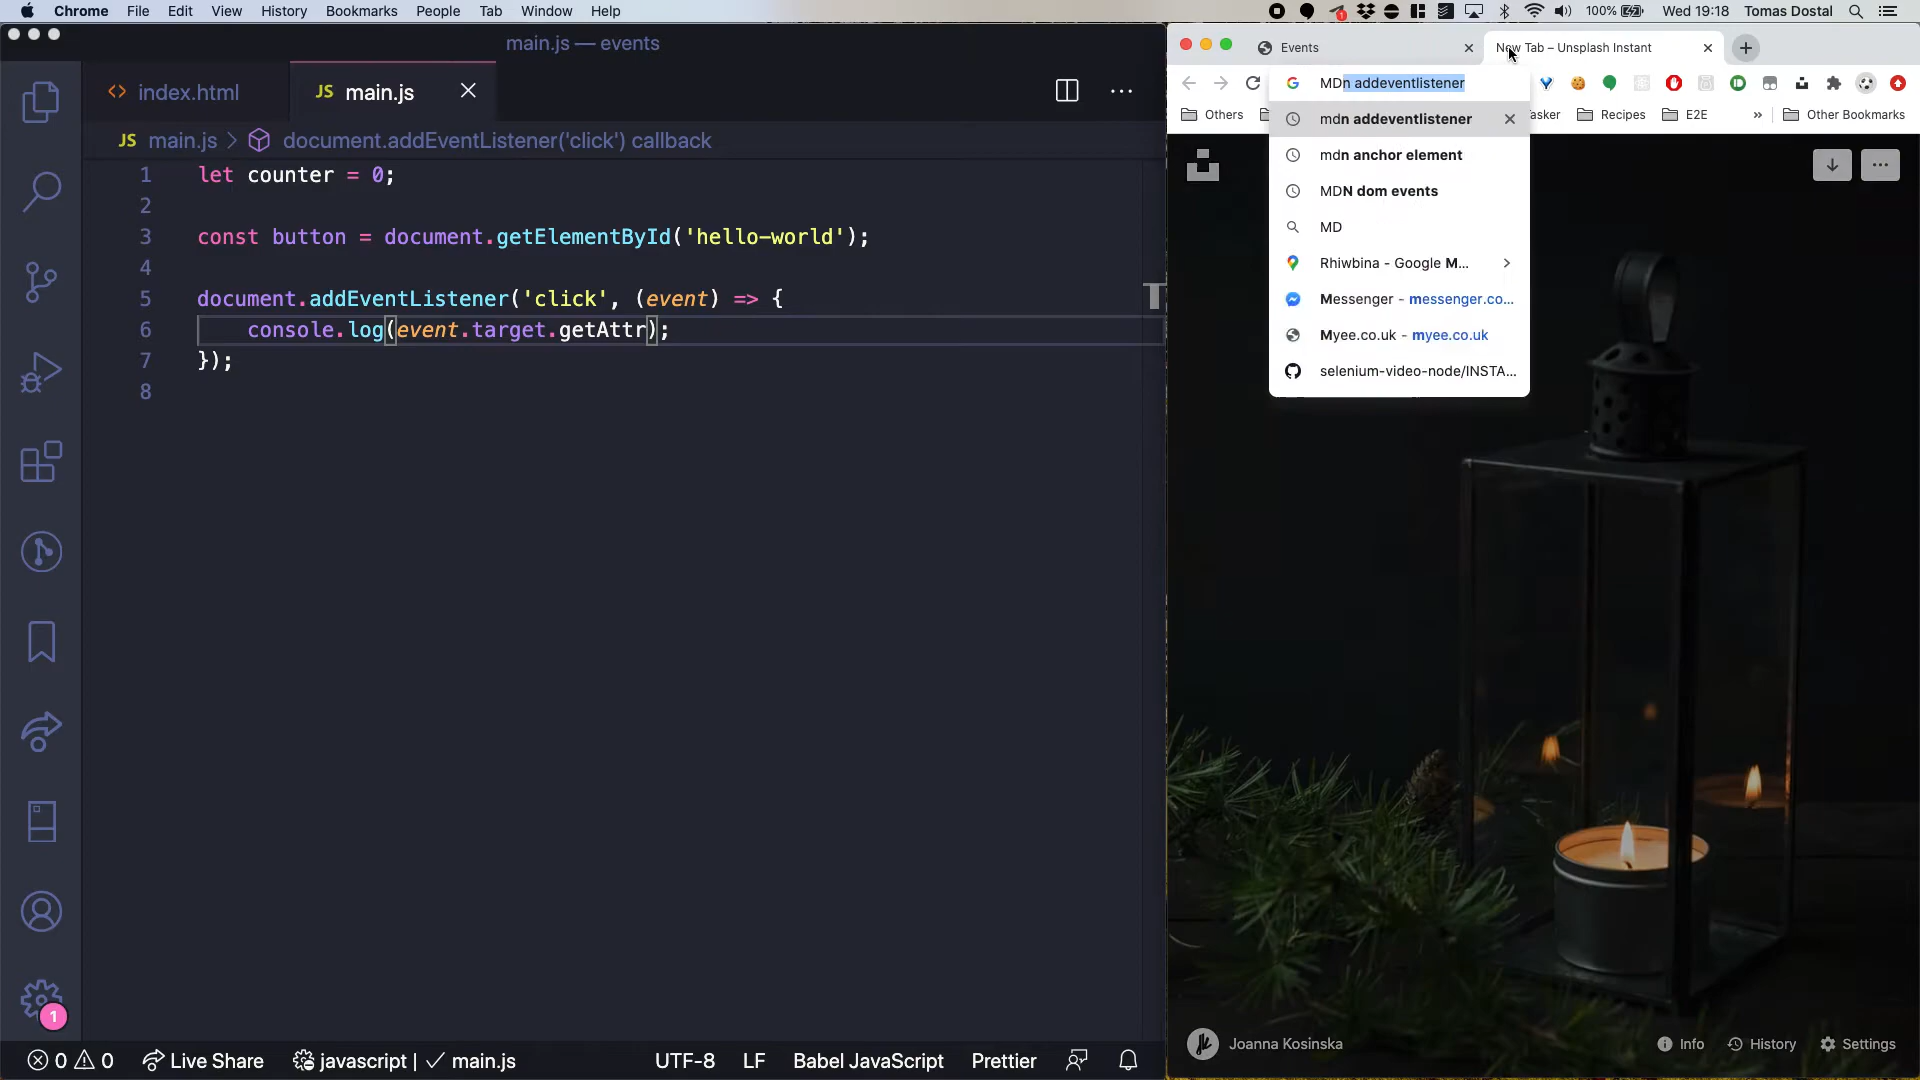 Chrome File Edit View History Bookmarks People Tab Window Help
1
100% Wed 19:18 Tomas Dostal
main.js — events
index.html
JS main.js
JS main.js > document.addEventListener('click') callback
1 let counter = 0;
2
3 const button = document.getElementById('hello-world');
4
5 document.addEventListener('click', (event) => {
6 console.log(event.target.getAttr);
7 });
8
1
0 0 Live Share javascript | main.js UTF-8 LF Babel JavaScript Prettier
Events New Tab – Unsplash Instant
MDn addeventlistener
Others asker Recipes E2E » Other Bookmarks
mdn addeventlistener
mdn anchor element
MDN dom events
MD
Rhiwbina - Google M...
Messenger - messenger.co...
Myee.co.uk - myee.co.uk
selenium-video-node/INSTA...
Joanna Kosinska Info History Settings